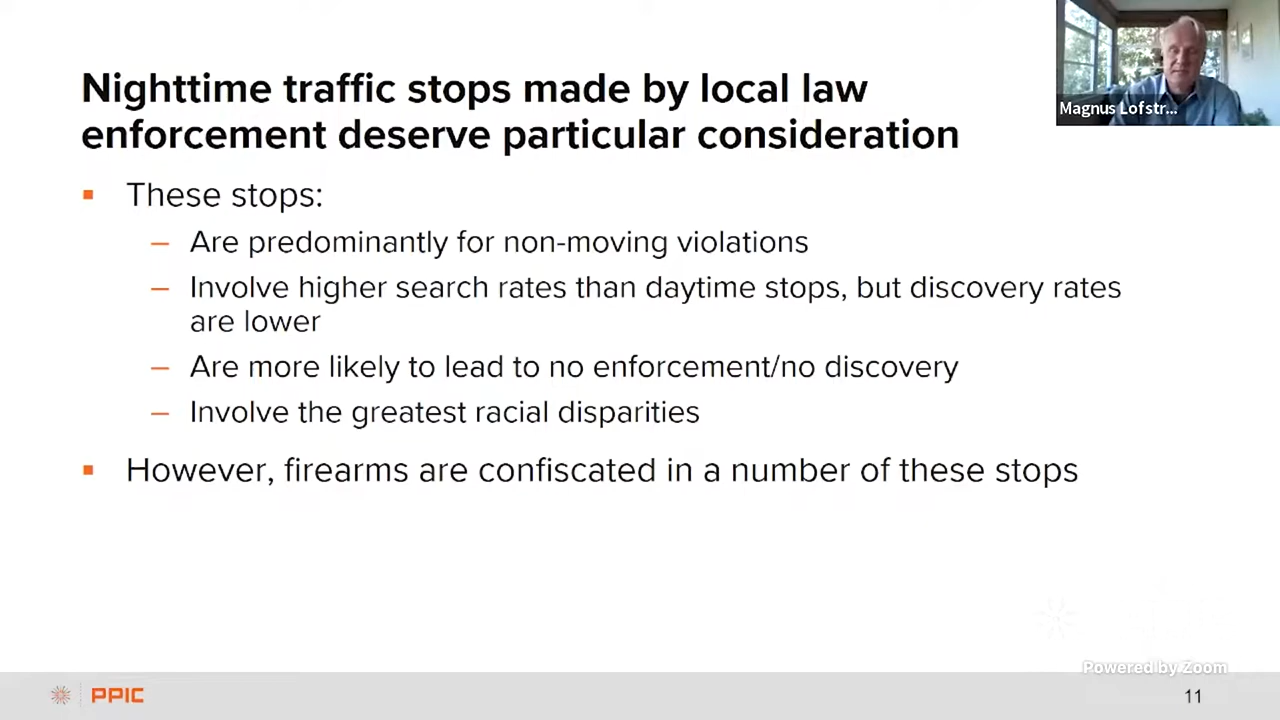 Nighttime traffic stops made by local law
enforcement deserve particular consideration
Magnus Lofstr...
▪ These stops:
– Are predominantly for non-moving violations
– Involve higher search rates than daytime stops, but discovery rates
are lower
– Are more likely to lead to no enforcement/no discovery
– Involve the greatest racial disparities
▪ However, firearms are confiscated in a number of these stops
Powered by Zoom
PPIC
11